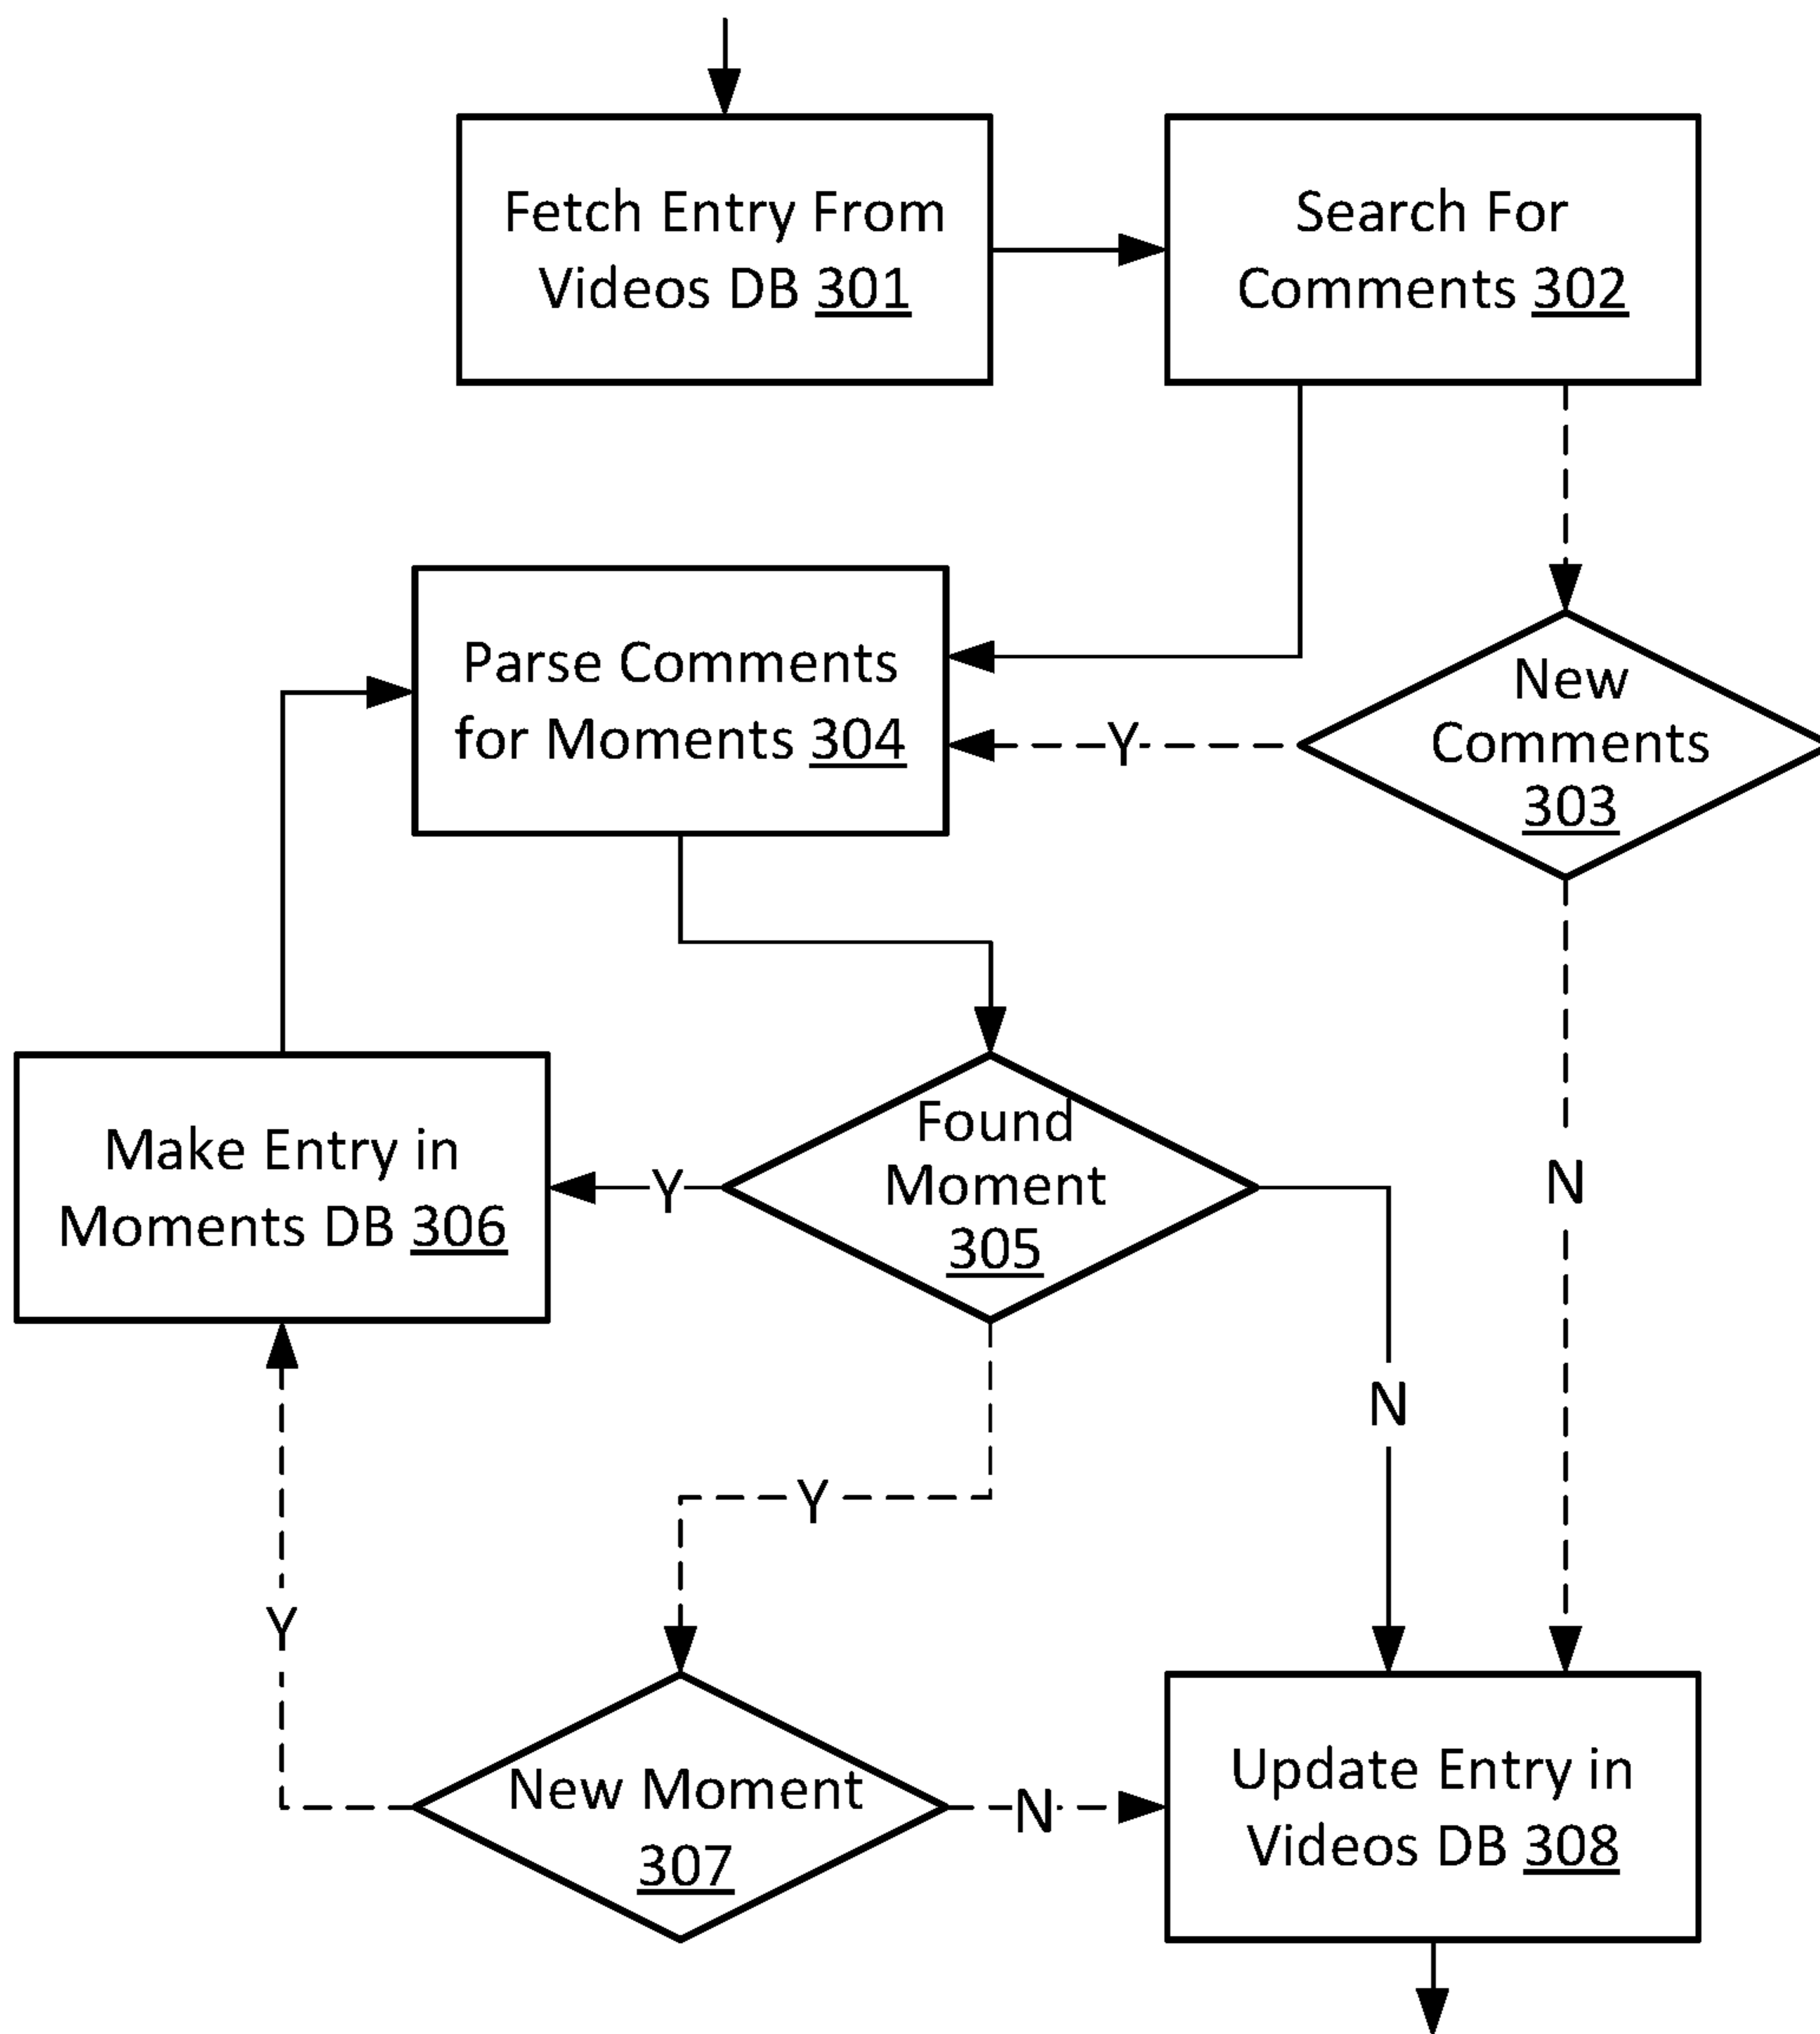 Fetch Entry From
Videos DB 301
Search For
Comments 302
Parse Comments
for Moments 304
Y
New
Comments
303
Make Entry in
Moments DB 306
Y
Found
Moment
305
N
N
Y
Y
New Moment
307
N
Update Entry in
Videos DB 308